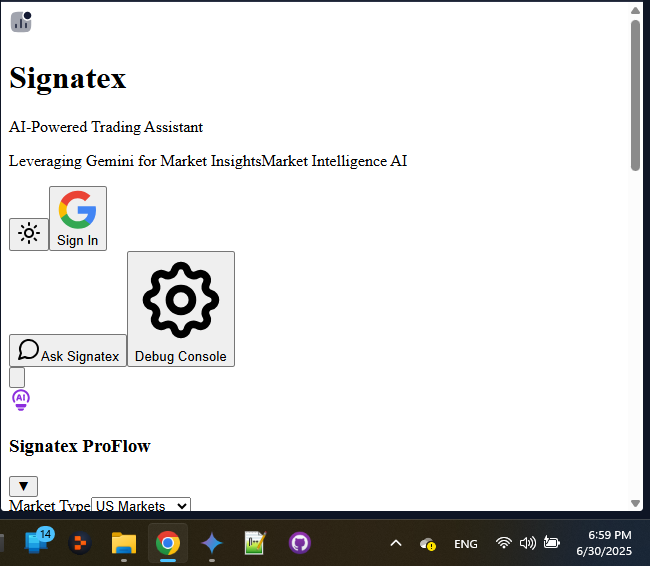 Signatex
AI-Powered Trading Assistant
Leveraging Gemini for Market InsightsMarket Intelligence AI
Sign In
Ask Signatex
Debug Console
AI
Signatex ProFlow
▼
Market Type US Markets
14
ENG
6:59 PM
6/30/2025